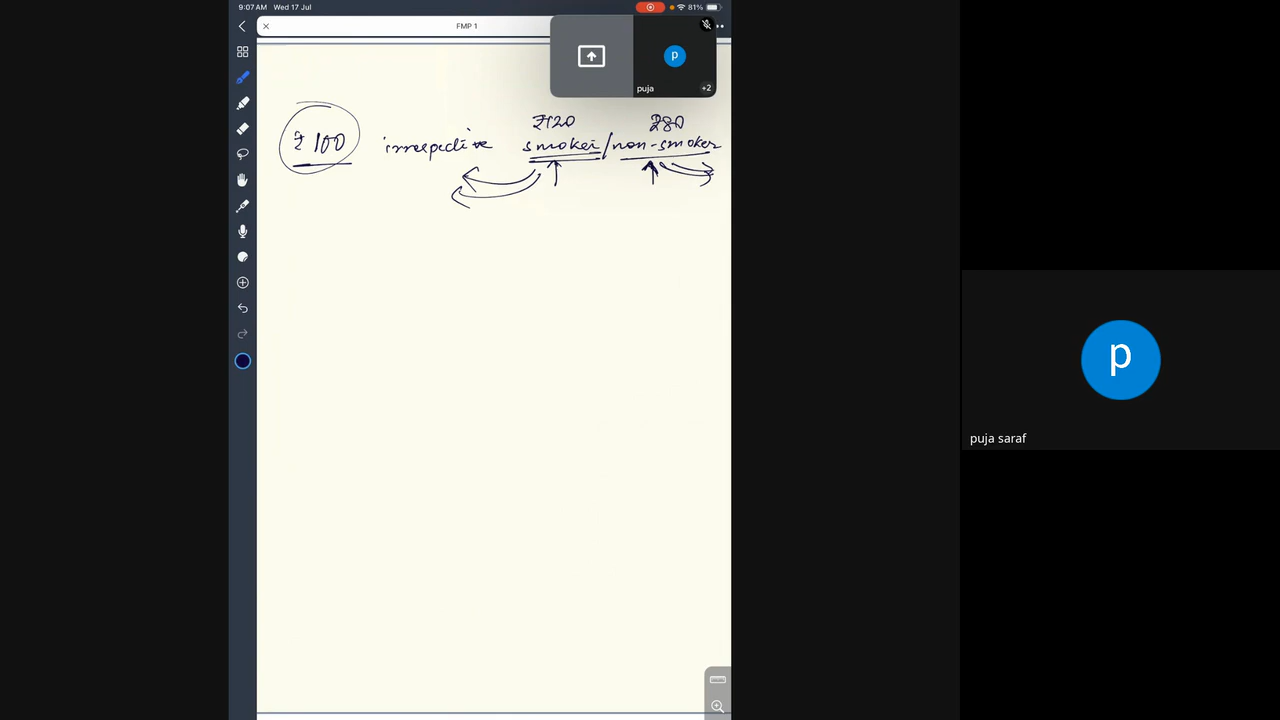 9:07 AM Wed 17 Jul
81%
FMP 1
puja
+2
p
₹120 ₹80
₹ 100 irrespective smoker/non-smoker
p
puja saraf